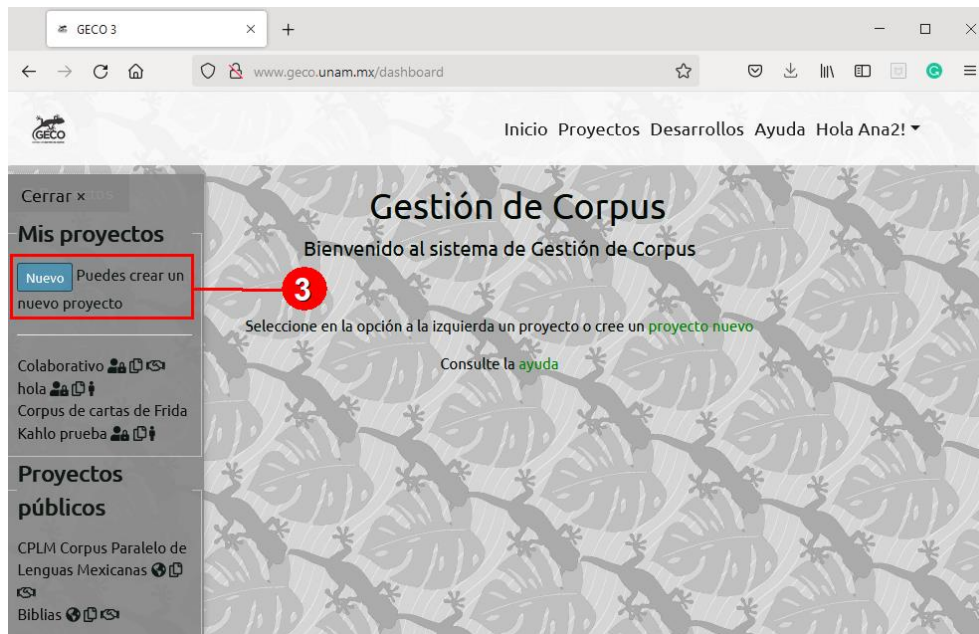 GECO 3
www.geco.unam.mx/dashboard
GECO
Inicio Proyectos Desarrollos Ayuda Hola Ana2!
Cerrar ×
Gestión de Corpus
Bienvenido al sistema de Gestión de Corpus
Mis proyectos
Nuevo Puedes crear un
nuevo proyecto
3
Seleccione en la opción a la izquierda un proyecto o cree un proyecto nuevo
Consulte la ayuda
Colaborativo
hola
Corpus de cartas de Frida
Kahlo prueba
Proyectos
públicos
CPLM Corpus Paralelo de
Lenguas Mexicanas
Biblias